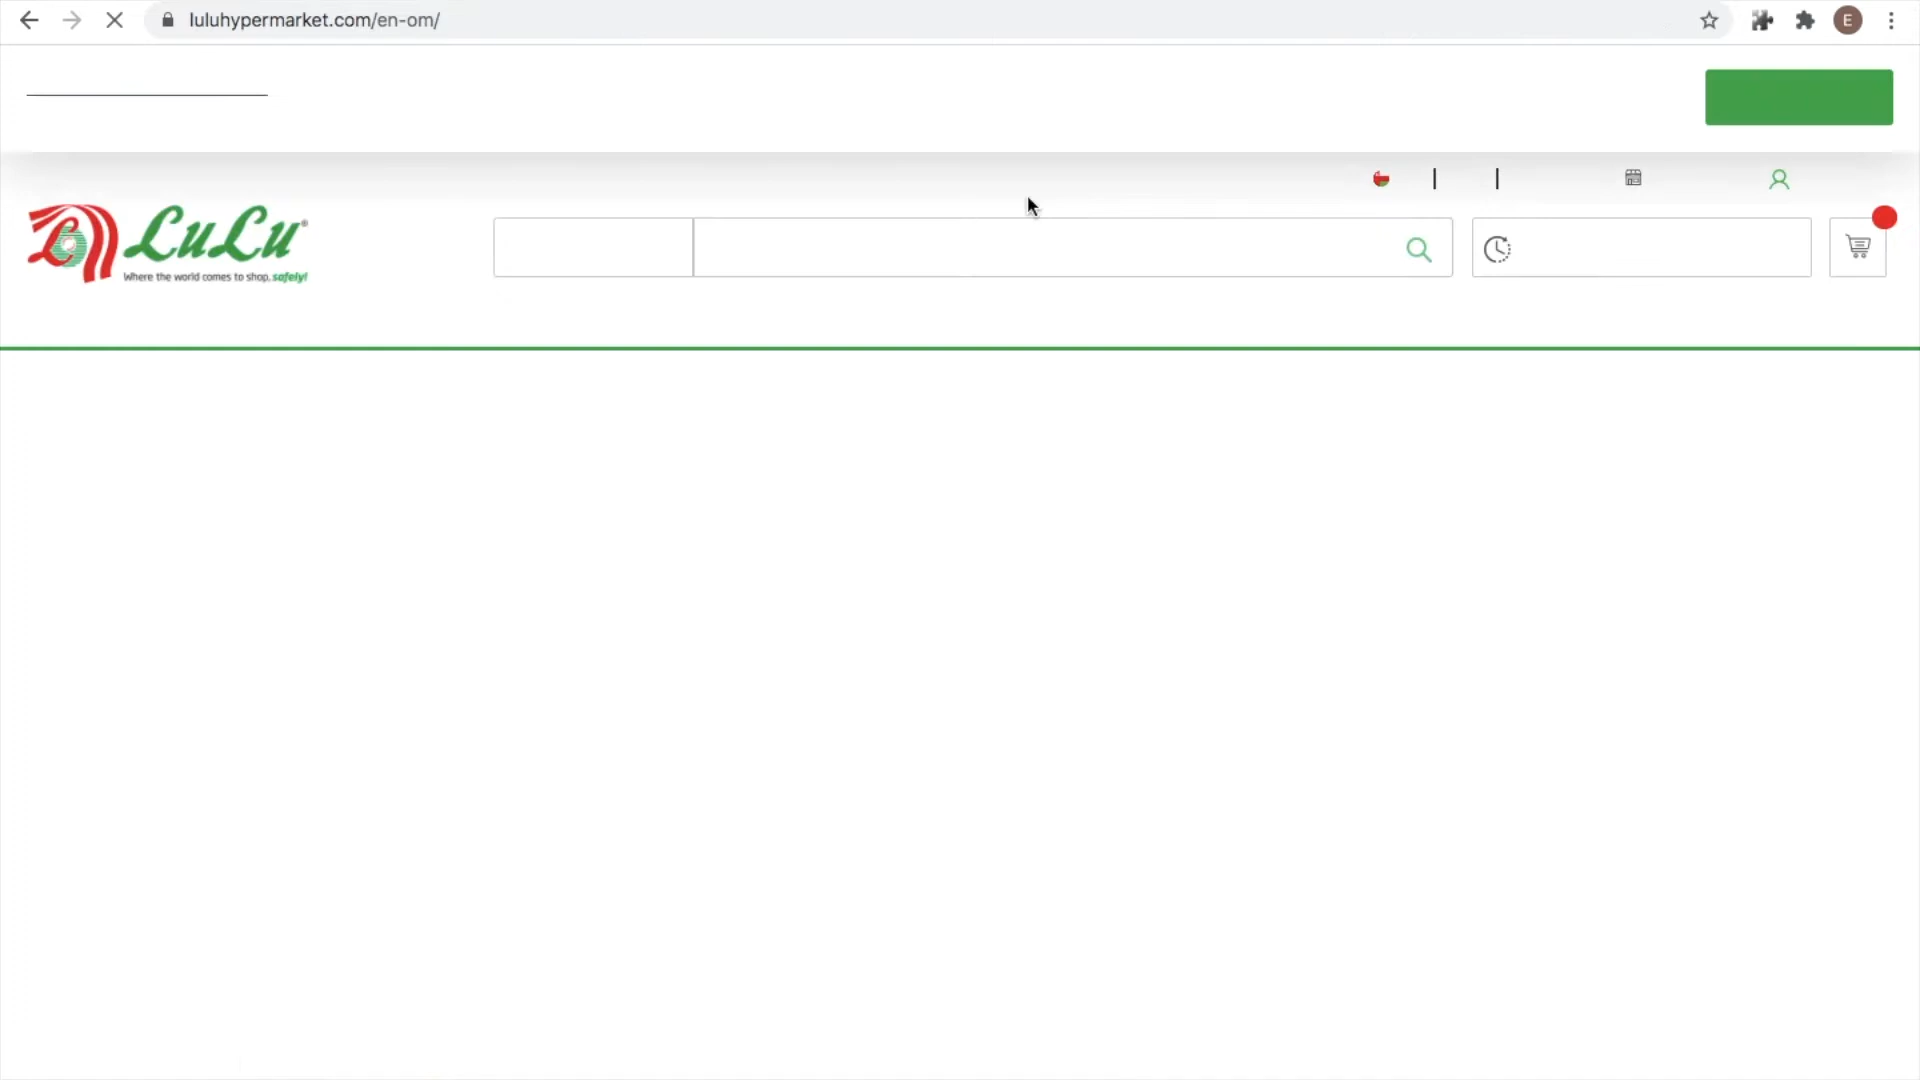 luluhypermarket.com/en-om/
E
LuLu®
Where the world comes to shop, safely!